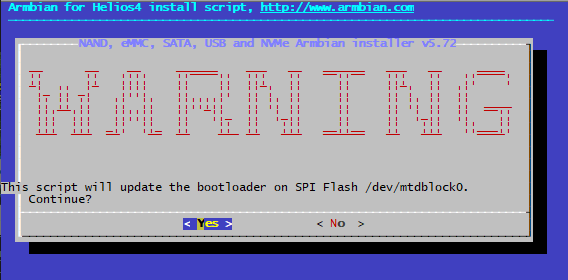 Armbian for Helios4 install script, http://www.armbian.com
NAND, eMMC, SATA, USB and NVMe Armbian installer v5.72
WARNING
This script will update the bootloader on SPI Flash /dev/mtdblock0.
Continue?
< Yes > < No >